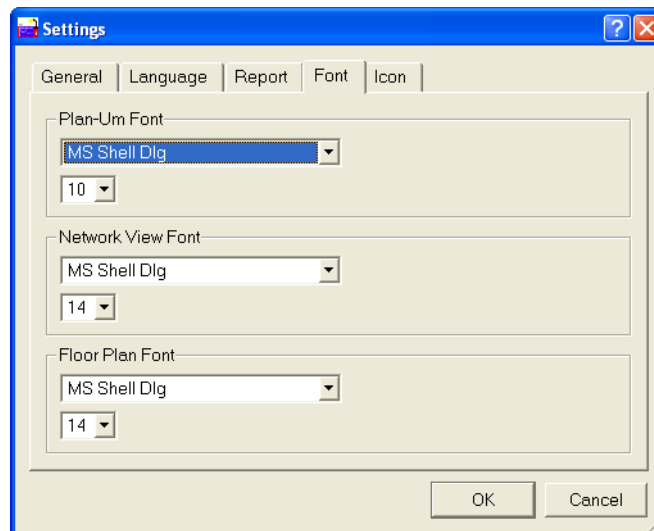 Settings
General Language Report Font Icon
Plan-Um Font
MS Shell Dlg
10
Network View Font
MS Shell Dlg
14
Floor Plan Font
MS Shell Dlg
14
OK Cancel